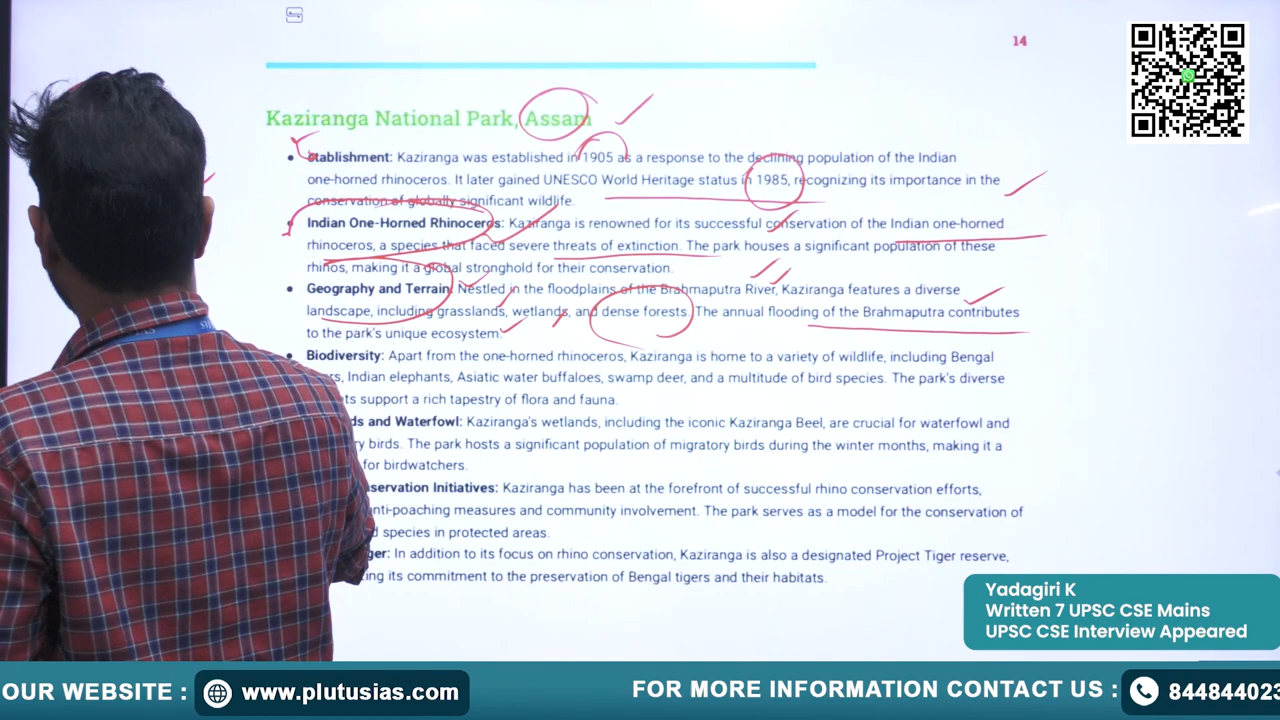 14
Kaziranga National Park, Assam
stablishment: Kaziranga was established in 1905 as a response to the declining population of the Indian
one-horned rhinoceros. It later gained UNESCO World Heritage status in 1985, recognizing its importance in the
conservation of globally significant wildlife.
Indian One-Horned Rhinoceros: Kaziranga is renowned for its successful conservation of the Indian one-horned
rhinoceros, a species that faced severe threats of extinction. The park houses a significant population of these
rhinos, making it a global stronghold for their conservation.
Geography and Terrain: Nestled in the floodplains of the Brahmaputra River, Kaziranga features a diverse
landscape, including grasslands, wetlands, and dense forests. The annual flooding of the Brahmaputra contributes
to the park's unique ecosystem.
Biodiversity: Apart from the one-horned rhinoceros, Kaziranga is home to a variety of wildlife, including Bengal
Indian elephants, Asiatic water buffaloes, swamp deer, and a multitude of bird species. The park's diverse
support a rich tapestry of flora and fauna.
and Waterfowl: Kaziranga's wetlands, including the iconic Kaziranga Beel, are crucial for waterfowl and
birds. The park hosts a significant population of migratory birds during the winter months, making it a
for birdwatchers.
Initiatives: Kaziranga has been at the forefront of successful rhino conservation efforts,
nti-poaching measures and community involvement. The park serves as a model for the conservation of
species in protected areas.
ger: In addition to its focus on rhino conservation, Kaziranga is also a designated Project Tiger reserve,
its commitment to the preservation of Bengal tigers and their habitats.
Yadagiri K
Written 7 UPSC CSE Mains
UPSC CSE Interview Appeared
OUR WEBSITE : www.plutusias.com FOR MORE INFORMATION CONTACT US : 844844023